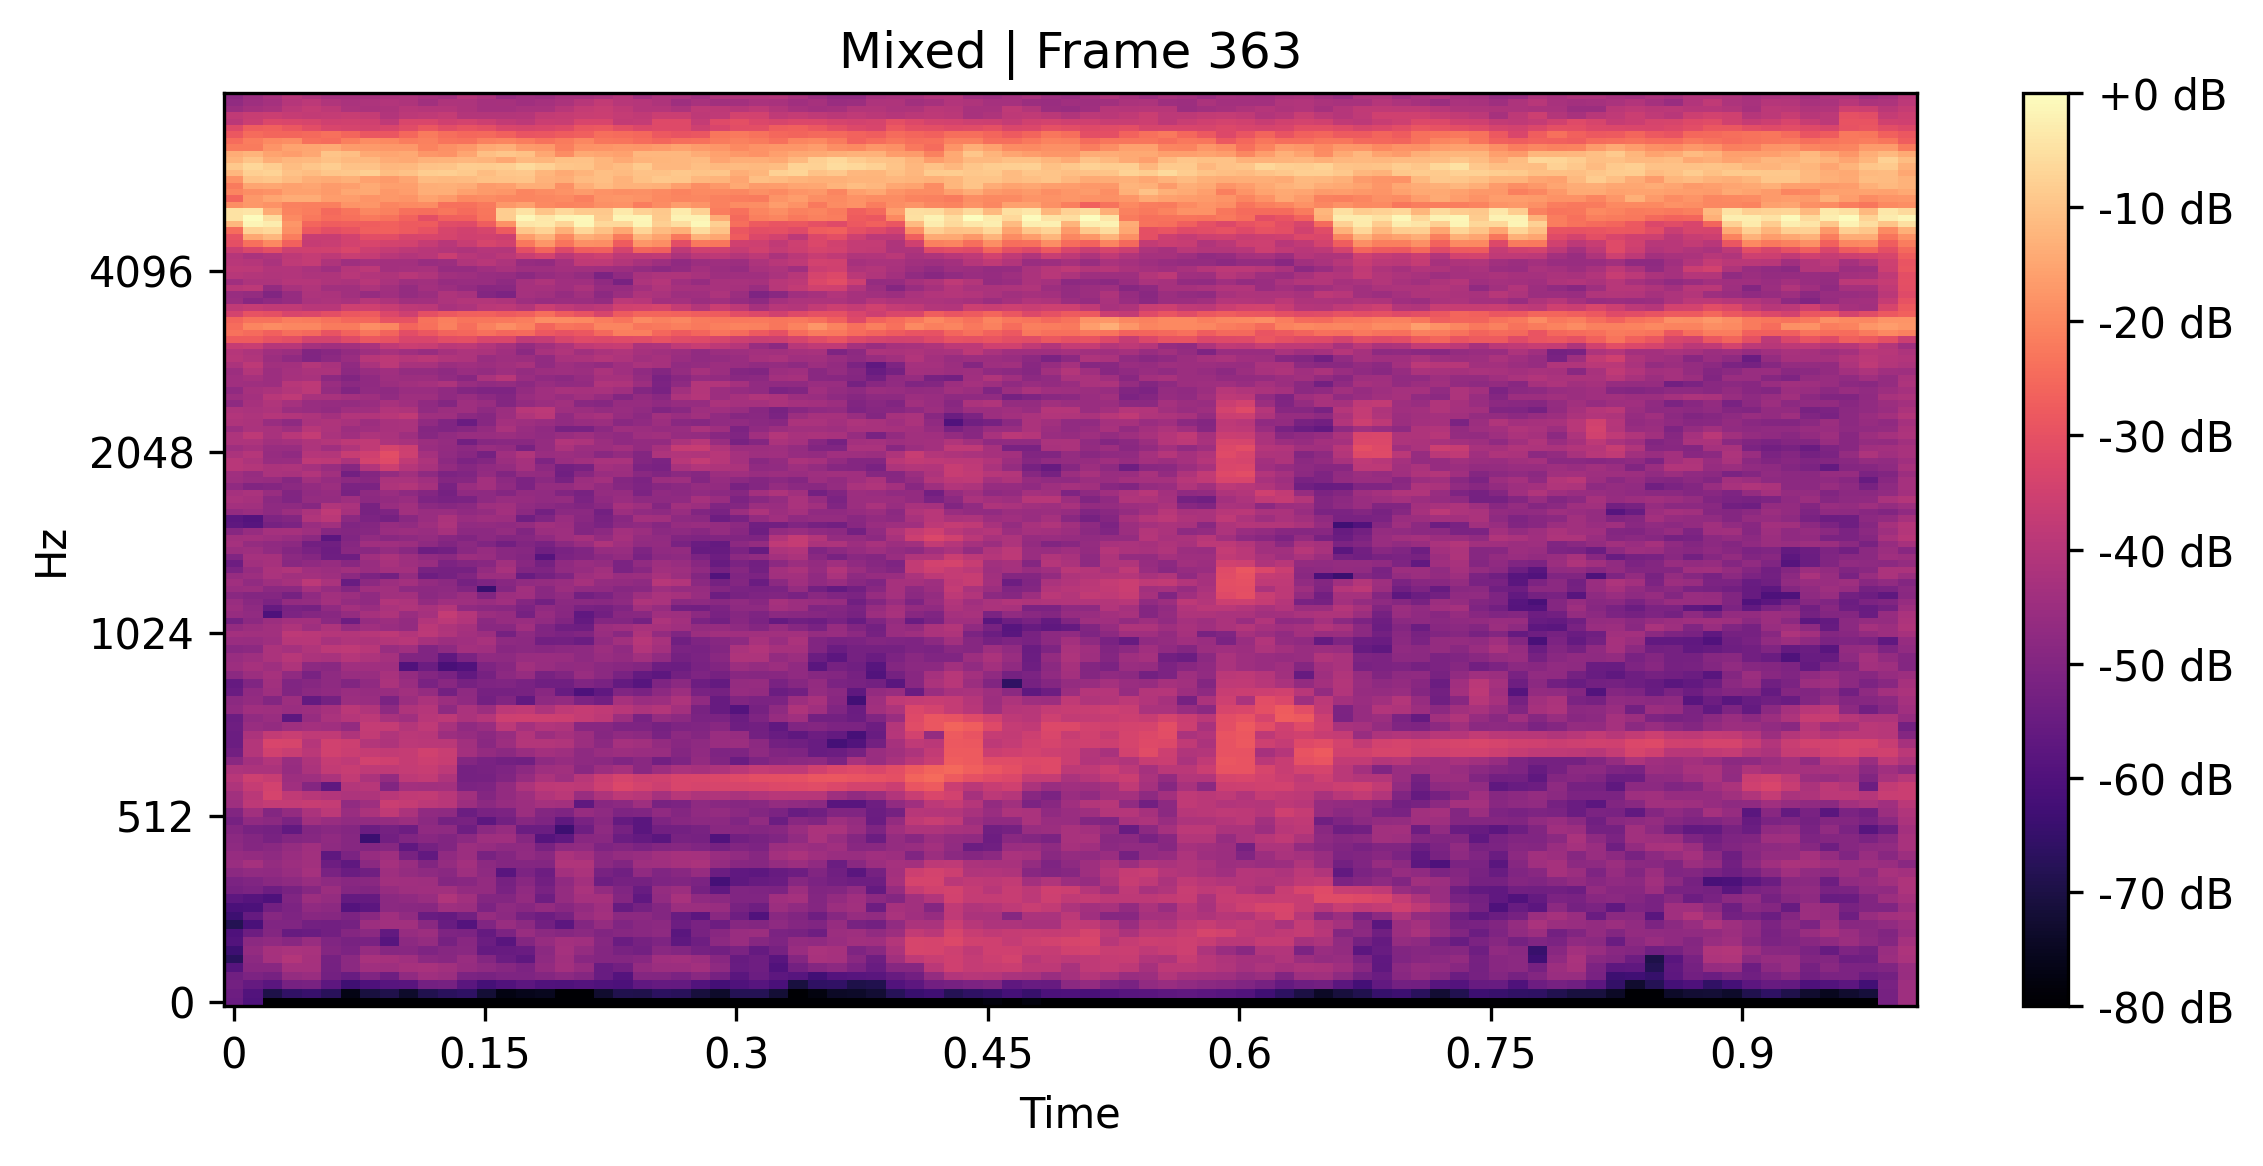 Mixed | Frame 363
+0 dB
-10 dB
-20 dB
-30 dB
-40 dB
-50 dB
-60 dB
-70 dB
-80 dB
Hz
4096
2048
1024
512
0
0 0.15 0.3 0.45 0.6 0.75 0.9
Time